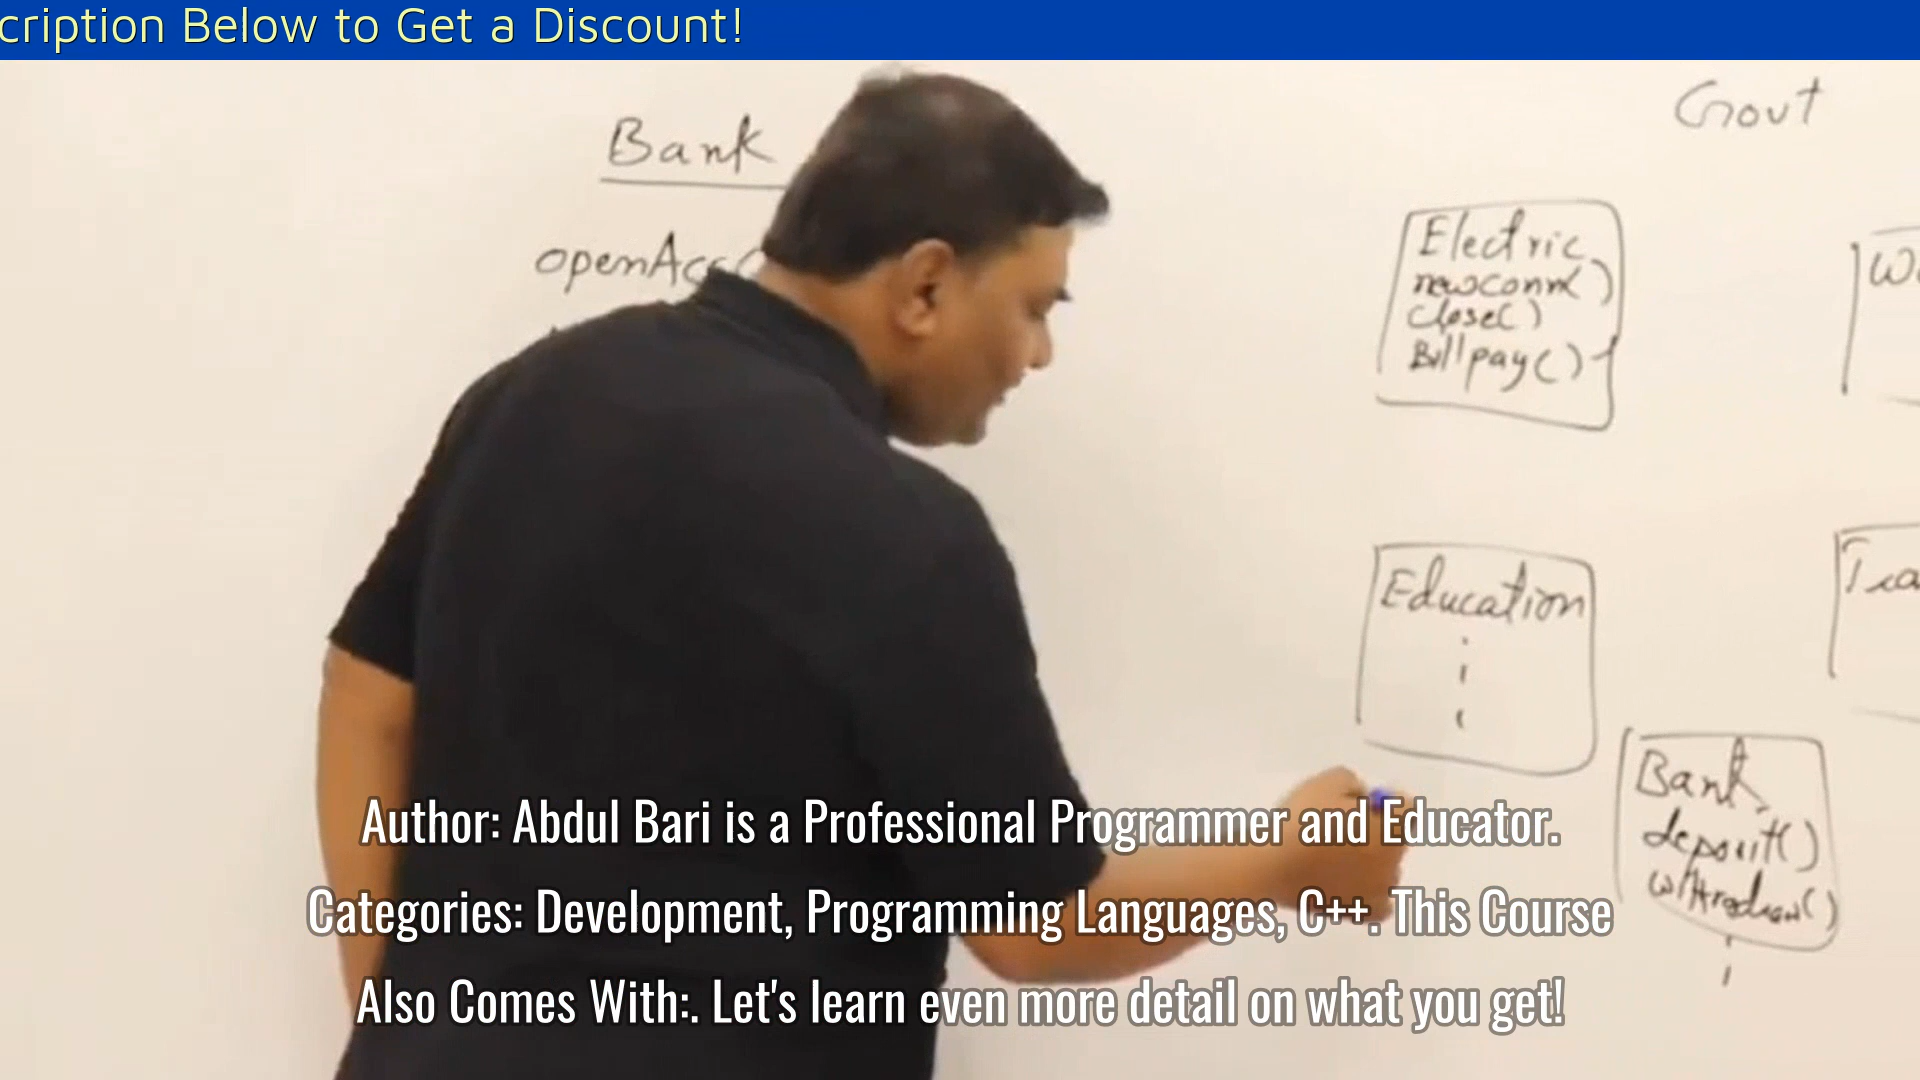 cription Below to Get a Discount!
Bank
openAcc(
Govt
Electric
newconn()
close()
Billpay()
Education
Bank
deposit()
Author: Abdul Bari is a Professional Programmer and Educator.
Categories: Development, Programming Languages, C++. This Course
Also Comes With:. Let's learn even more detail on what you get!